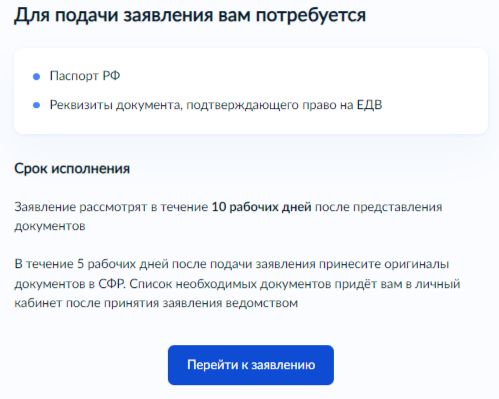 Для подачи заявления вам потребуется
Паспорт РФ
Реквизиты документа, подтверждающего право на ЕДВ
Срок исполнения
Заявление рассмотрят в течение 10 рабочих дней после представления
документов
В течение 5 рабочих дней после подачи заявления принесите оригиналы
документов в СФР. Список необходимых документов придёт вам в личный
кабинет после принятия заявления ведомством
Перейти к заявлению